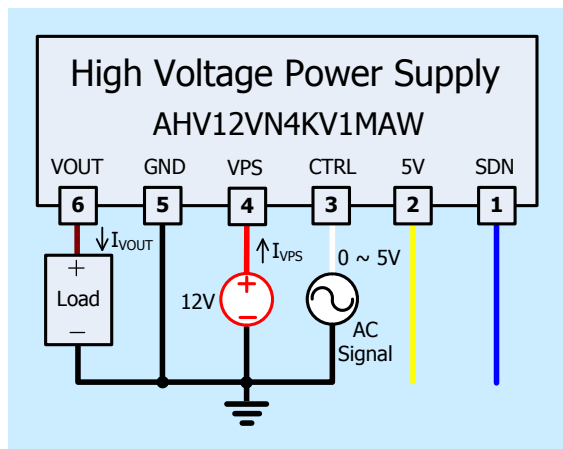 High Voltage Power Supply
AHV12VN4KV1MAW
VOUT GND VPS CTRL 5V SDN
6 5 4 3 2 1
↓IVOUT ↑IVPS 0 ~ 5V
+ Load − 
12V + −
AC
Signal